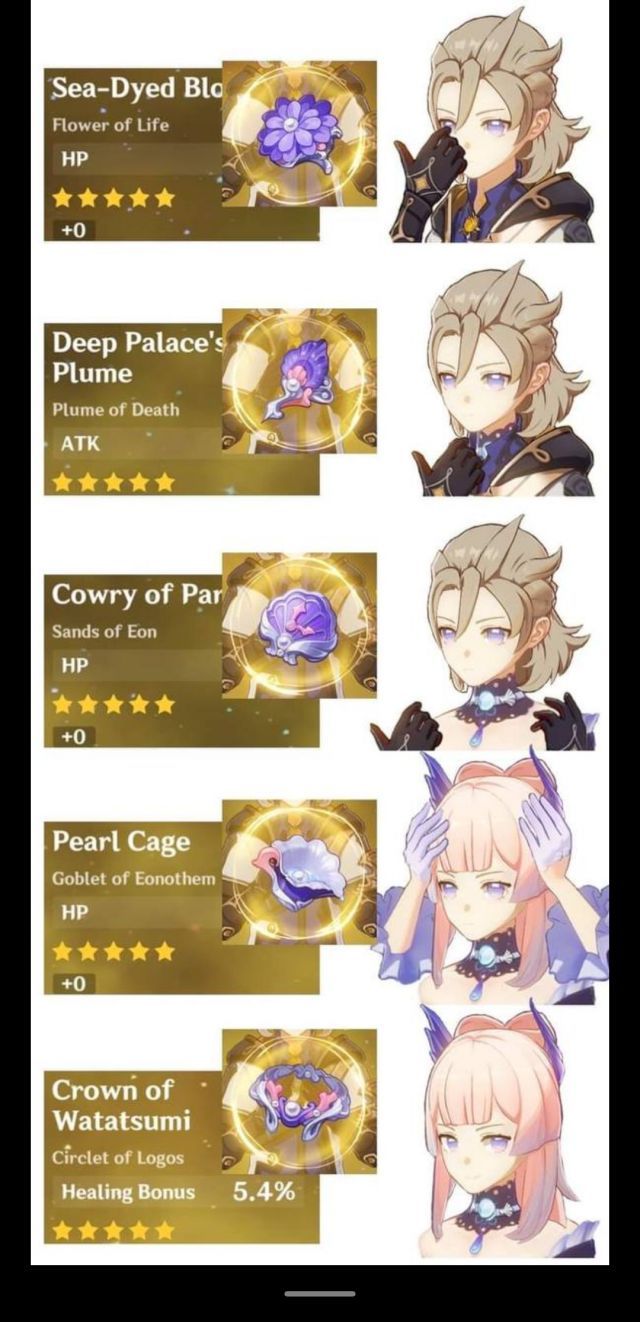 Sea-Dyed Blo
Flower of Life
HP
+0
Deep Palace's
Plume
Plume of Death
ATK
Cowry of Par
Sands of Eon
HP
+0
Pearl Cage
Goblet of Eonothem
HP
+0
Crown of
Watatsumi
Circlet of Logos
Healing Bonus 5.4%